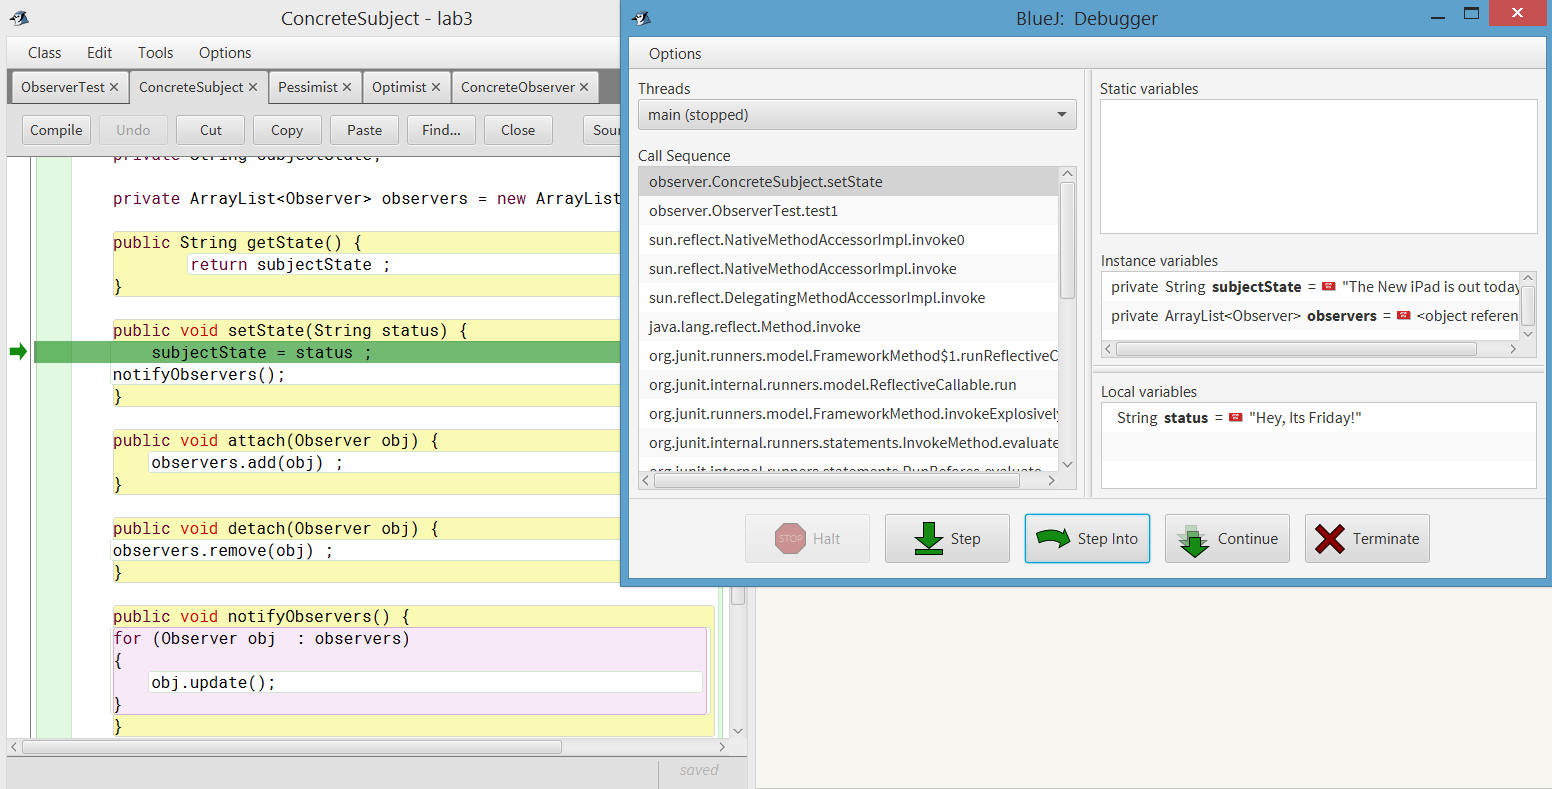 ConcreteSubject - lab3
Class Edit Tools Options
ObserverTest × ConcreteSubject × Pessimist × Optimist × ConcreteObserver ×
Compile Undo Cut Copy Paste Find... Close Sou
private String subjectState;
private ArrayList<Observer> observers = new ArrayList
public String getState() {
return subjectState ;
}
public void setState(String status) {
subjectState = status ;
notifyObservers();
}
public void attach(Observer obj) {
observers.add(obj) ;
}
public void detach(Observer obj) {
observers.remove(obj) ;
}
public void notifyObservers() {
for (Observer obj  : observers)
{
obj.update();
}
}
saved
BlueJ: Debugger
Options
Threads
main (stopped)
Call Sequence
observer.ConcreteSubject.setState
observer.ObserverTest.test1
sun.reflect.NativeMethodAccessorImpl.invoke0
sun.reflect.NativeMethodAccessorImpl.invoke
sun.reflect.DelegatingMethodAccessorImpl.invoke
java.lang.reflect.Method.invoke
org.junit.runners.model.FrameworkMethod$1.runReflectiveC
org.junit.internal.runners.model.ReflectiveCallable.run
org.junit.runners.model.FrameworkMethod.invokeExplosively
org.junit.internal.runners.statements.InvokeMethod.evaluate
org.junit.internal.runners.statements.RunBefores.evaluate
Static variables
Instance variables
private String subjectState = "The New iPad is out today
private ArrayList<Observer> observers = <object referen
Local variables
String status = "Hey, Its Friday!"
STOP Halt Step Step Into Continue Terminate